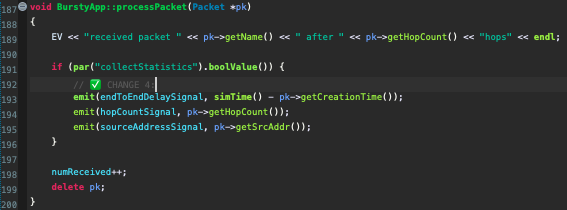 187 void BurstyApp::processPacket(Packet *pk)
188 {
189     EV << "received packet " << pk->getName() << " after " << pk->getHopCount() << "hops" << endl;
190
191     if (par("collectStatistics").boolValue()) {
192         // ✅ CHANGE 4:
193         emit(endToEndDelaySignal, simTime() - pk->getCreationTime());
194         emit(hopCountSignal, pk->getHopCount());
195         emit(sourceAddressSignal, pk->getSrcAddr());
196     }
197
198     numReceived++;
199     delete pk;
200 }